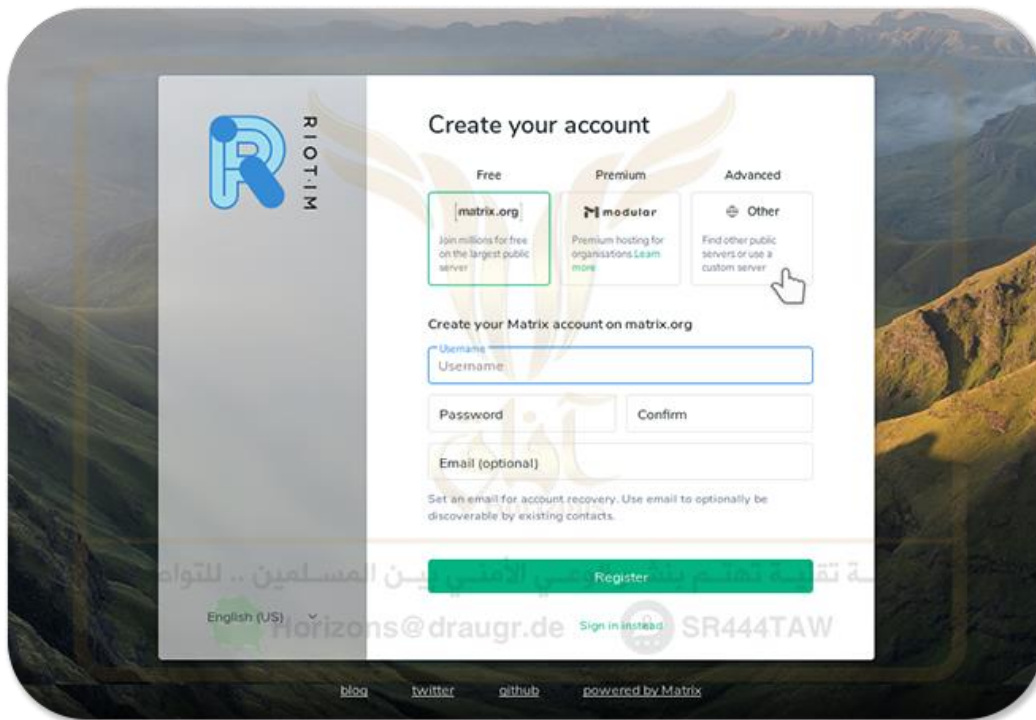 RIOT.IM
Create your account
Free
Premium
Advanced
matrix.org
modular
Other
Join millions for free
on the largest public
server
Premium hosting for
organisations Learn
more
Find other public
servers or use a
custom server
Create your Matrix account on matrix.org
Username
Username
Password
Confirm
Email (optional)
Set an email for account recovery. Use email to optionally be
discoverable by existing contacts.
آفاق
Horizons
Register
تقنية تهتم بنشر الوعي الأمني بين المسلمين ..
English (US)
Sign in instead
Horizons@draugr.de
SR444TAW
blog
twitter
github
powered by Matrix